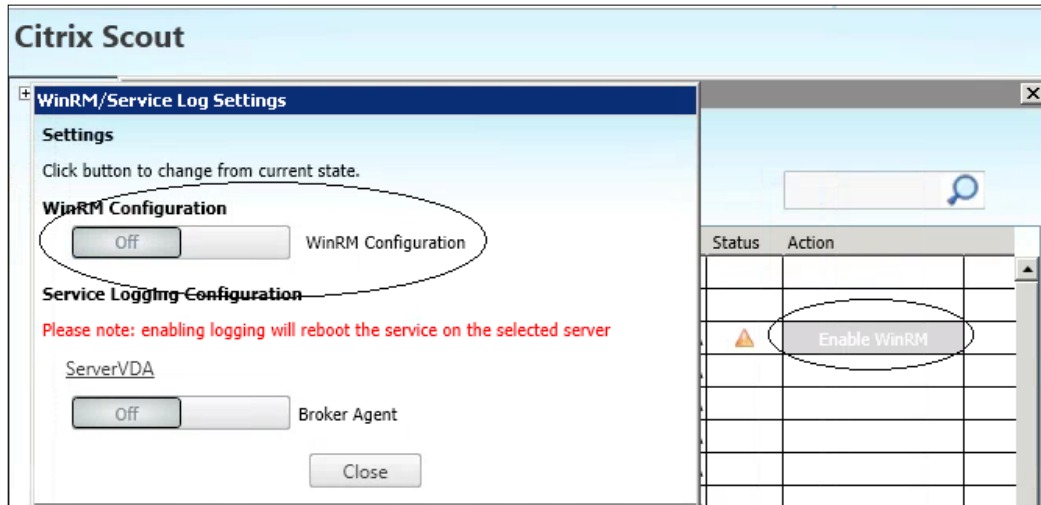 Citrix Scout
WinRM/Service Log Settings
Settings
Click button to change from current state.
WinRM Configuration
Off WinRM Configuration
Service Logging Configuration
Please note: enabling logging will reboot the service on the selected server
ServerVDA
Off Broker Agent
Close
Status Action
Enable WinRM